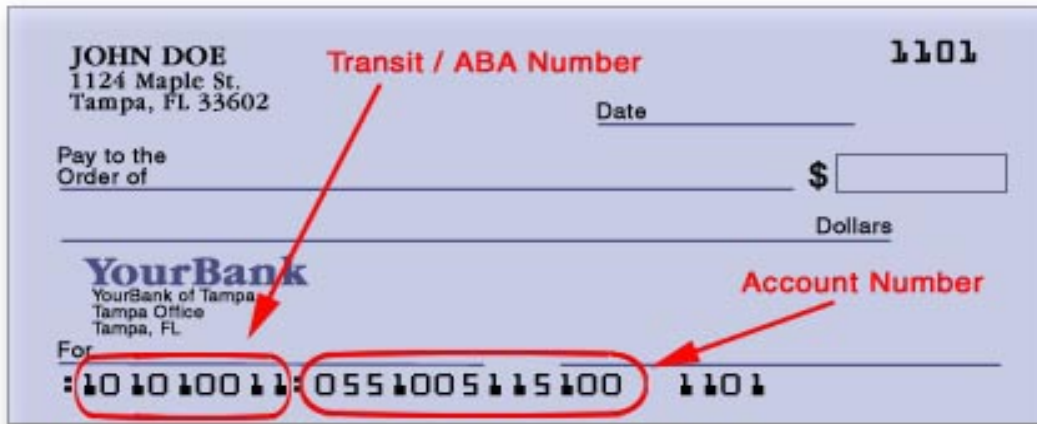 JOHN DOE
1124 Maple St.
Tampa, FL 33602
Transit / ABA Number
1101
Date
Pay to the
Order of
$
Dollars
YourBank
YourBank of Tampa
Tampa Office
Tampa, FL
Account Number
For
:101010011: 0551005115100 1101